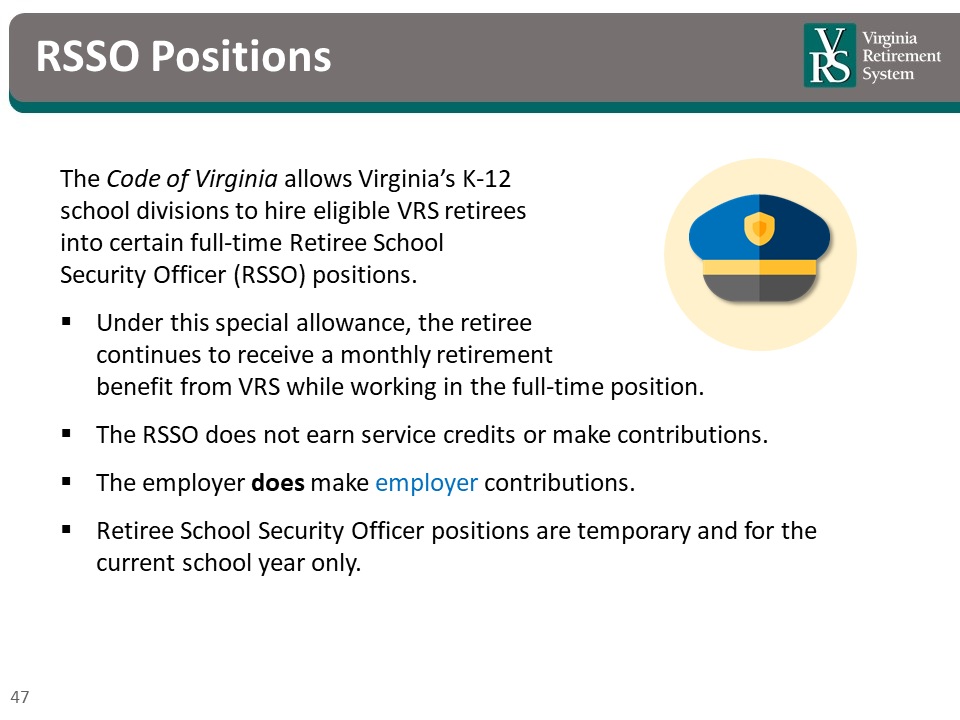 RSSO Positions
VRS
Virginia
Retirement
System
The Code of Virginia allows Virginia’s K-12
school divisions to hire eligible VRS retirees
into certain full-time Retiree School
Security Officer (RSSO) positions.
▪ Under this special allowance, the retiree
continues to receive a monthly retirement
benefit from VRS while working in the full-time position.
▪ The RSSO does not earn service credits or make contributions.
▪ The employer does make employer contributions.
▪ Retiree School Security Officer positions are temporary and for the
current school year only.
47